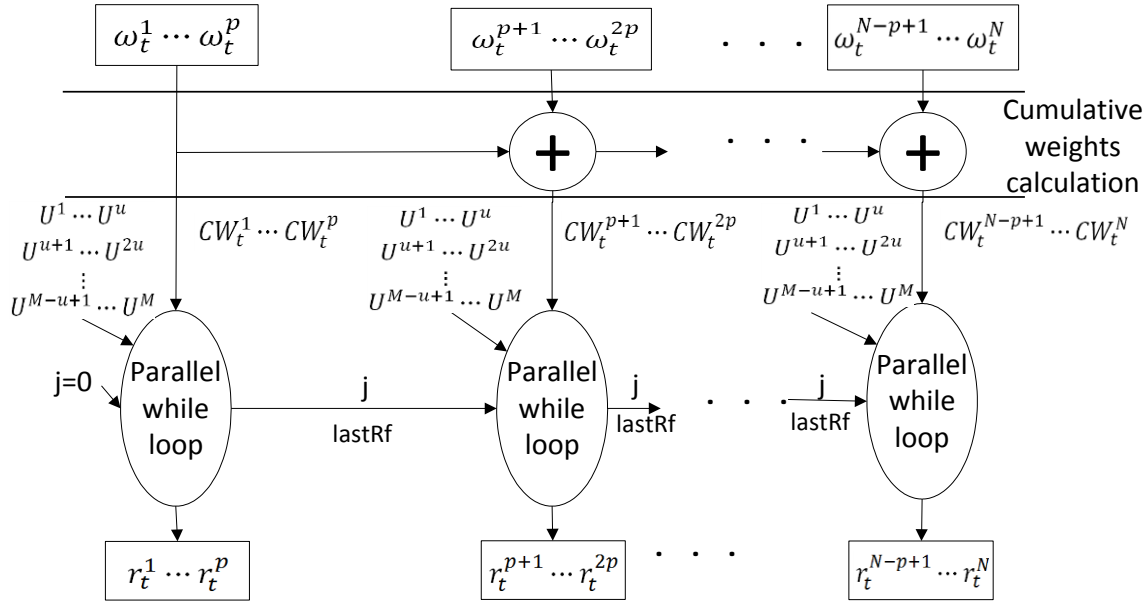 ω_t^1 ⋯ ω_t^p
ω_t^{p+1} ⋯ ω_t^{2p}
. . .
ω_t^{N-p+1} ⋯ ω_t^N
+
. . .
+
Cumulative
weights
calculation
U^1 ⋯ U^u
U^{u+1} ⋯ U^{2u}
⋮
U^{M-u+1} ⋯ U^M
CW_t^1 ⋯ CW_t^p
U^1 ⋯ U^u
U^{u+1} ⋯ U^{2u}
⋮
U^{M-u+1} ⋯ U^M
CW_t^{p+1} ⋯ CW_t^{2p}
U^1 ⋯ U^u
U^{u+1} ⋯ U^{2u}
⋮
U^{M-u+1} ⋯ U^M
CW_t^{N-p+1} ⋯ CW_t^N
j=0
Parallel
while
loop
j
lastRf
Parallel
while
loop
j
lastRf
. . .
j
lastRf
Parallel
while
loop
r_t^1 ⋯ r_t^p
r_t^{p+1} ⋯ r_t^{2p}
. . .
r_t^{N-p+1} ⋯ r_t^N